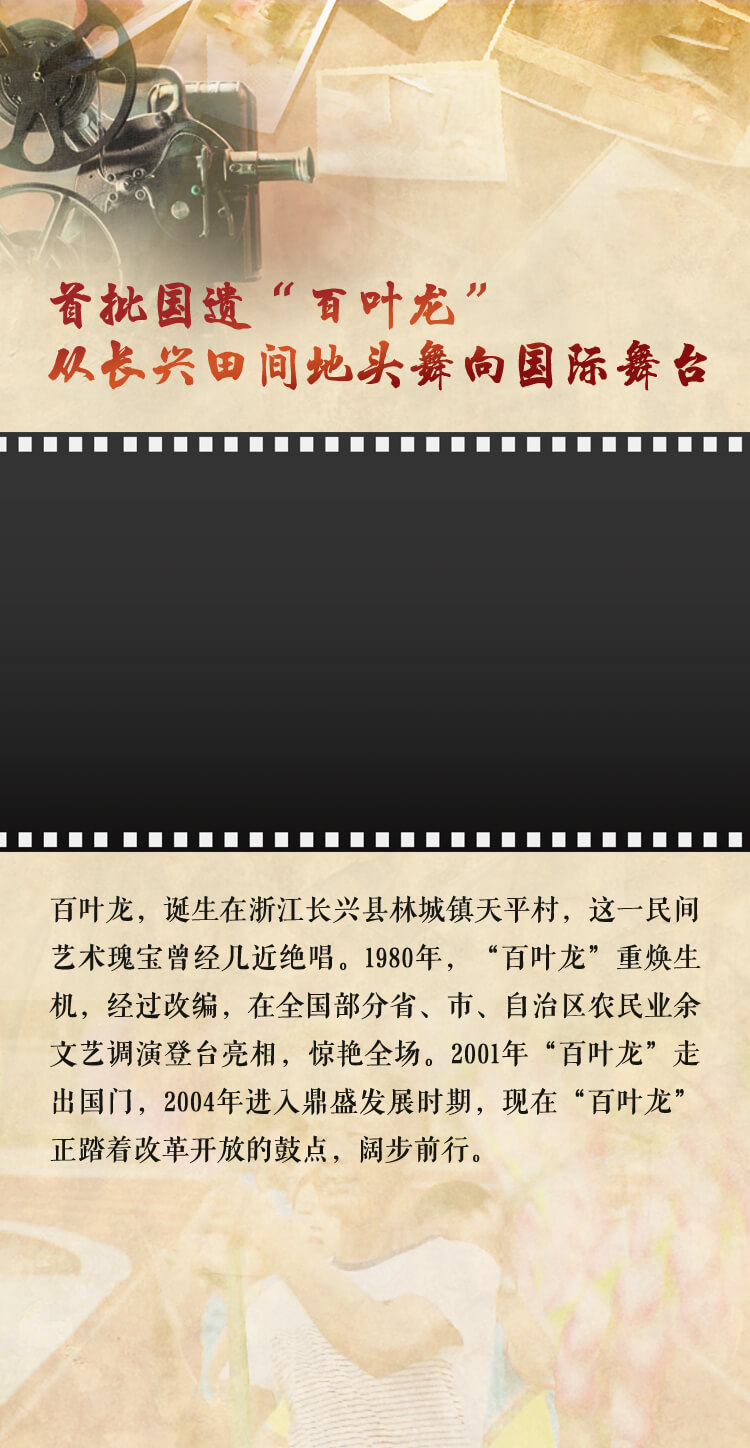 首批国遗“百叶龙”
从长兴田间地头舞向国际舞台
百叶龙，诞生在浙江长兴县林城镇天平村，这一民间
艺术瑰宝曾经几近绝唱。1980年，“百叶龙”重焕生
机，经过改编，在全国部分省、市、自治区农民业余
文艺调演登台亮相，惊艳全场。2001年“百叶龙”走
出国门，2004年进入鼎盛发展时期，现在“百叶龙”
正踏着改革开放的鼓点，阔步前行。